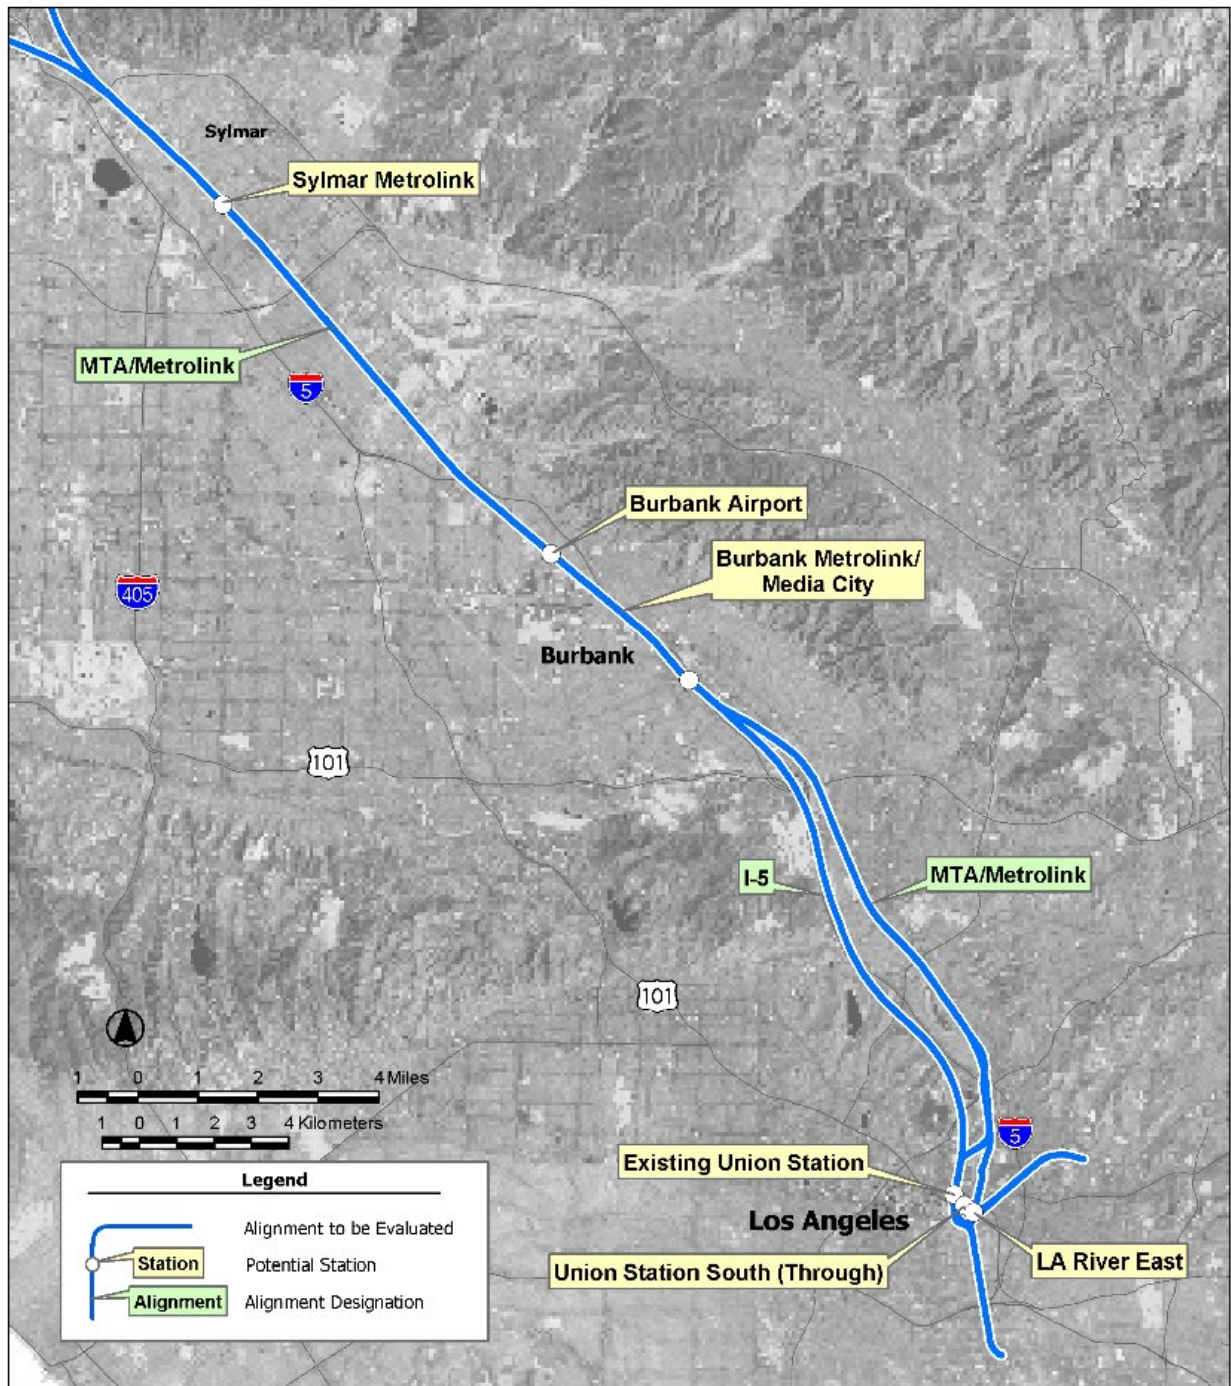 Sylmar
Sylmar Metrolink
MTA/Metrolink
5
Burbank Airport
Burbank Metrolink/
Media City
405
Burbank
101
I-5
MTA/Metrolink
101
1 0 1 2 3 4 Miles
1 0 1 2 3 4 Kilometers
5
Existing Union Station
Los Angeles
Union Station South (Through)
LA River East
Legend
Alignment to be Evaluated
Station
Potential Station
Alignment
Alignment Designation